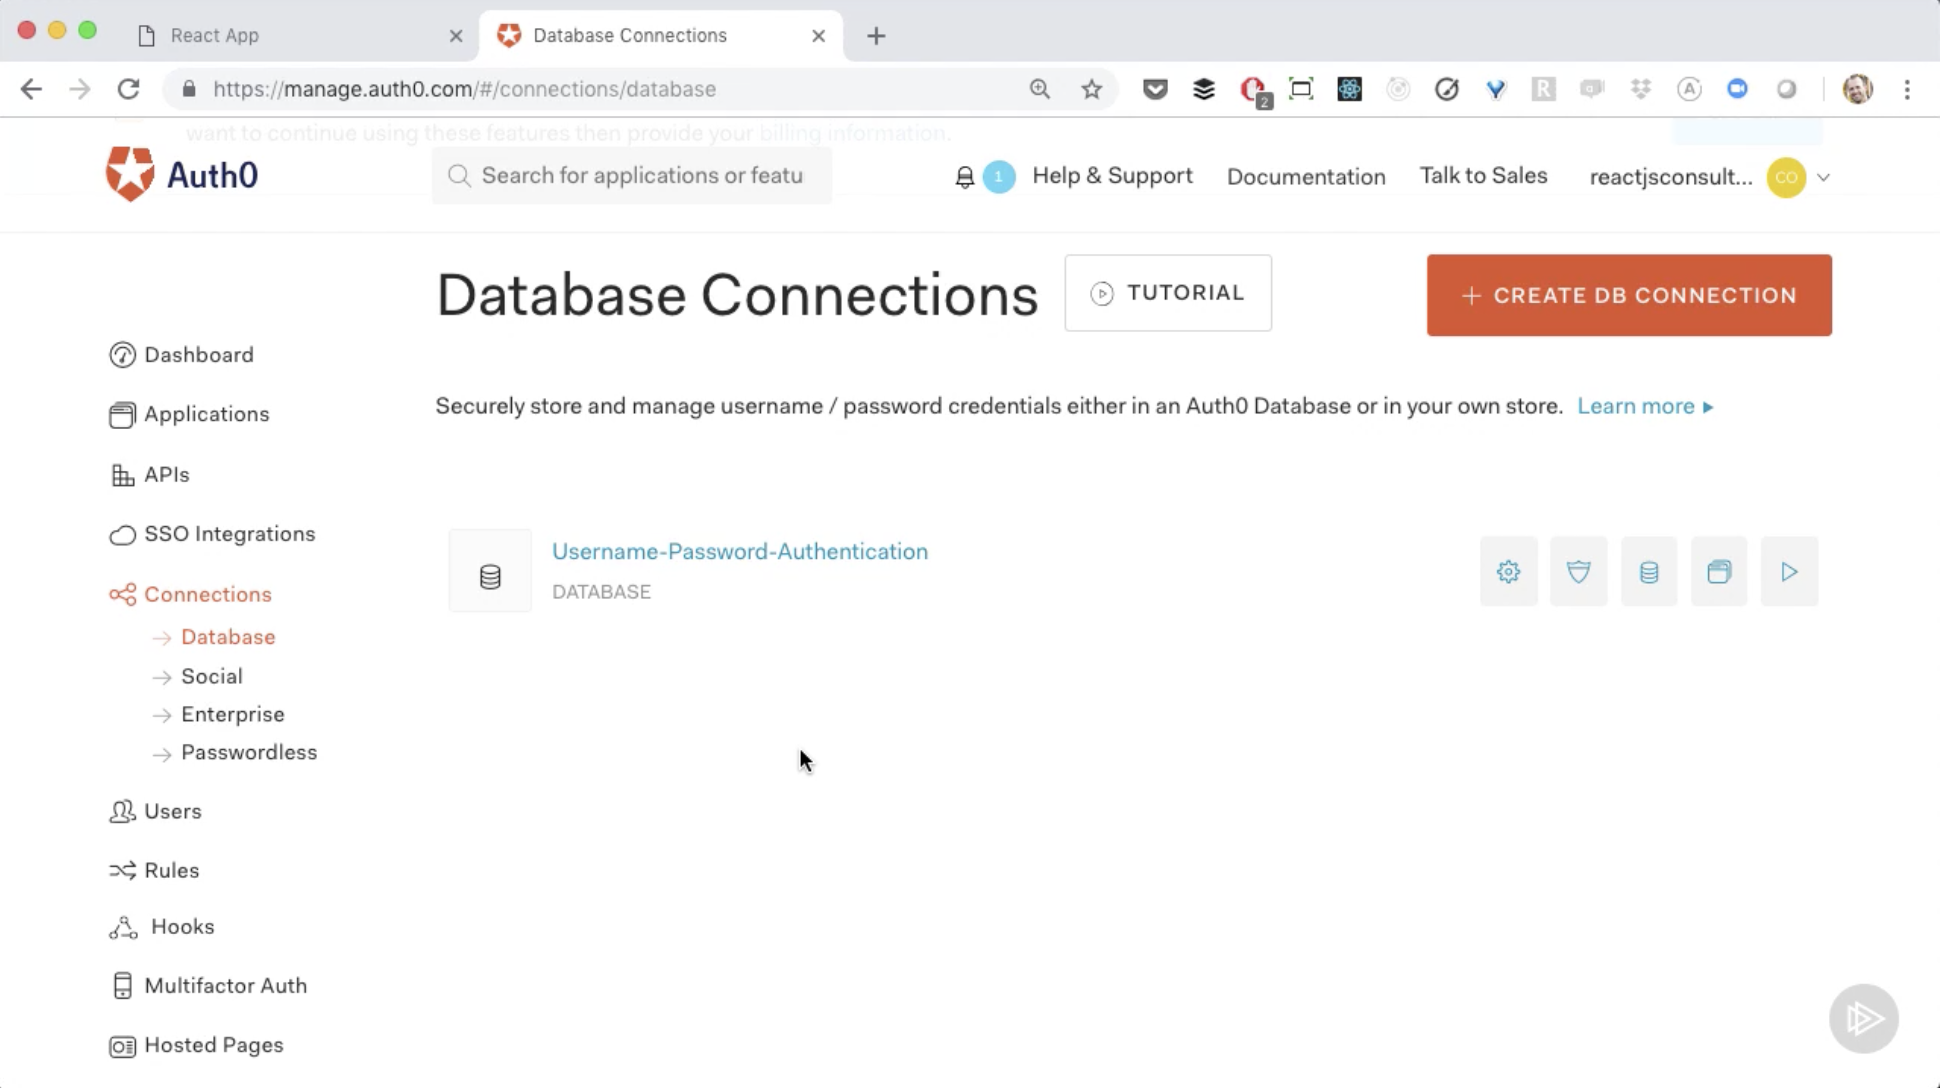 React App
Database Connections
https://manage.auth0.com/#/connections/database
2
R
want to continue using these features then provide your billing information.
Auth0
Search for applications or featu
1
Help & Support
Documentation
Talk to Sales
reactjsconsult...
CO
Database Connections
TUTORIAL
+ CREATE DB CONNECTION
Securely store and manage username / password credentials either in an Auth0 Database or in your own store. Learn more
Dashboard
Applications
APIs
SSO Integrations
Connections
Database
Social
Enterprise
Passwordless
Users
Rules
Hooks
Multifactor Auth
Hosted Pages
Username-Password-Authentication
DATABASE